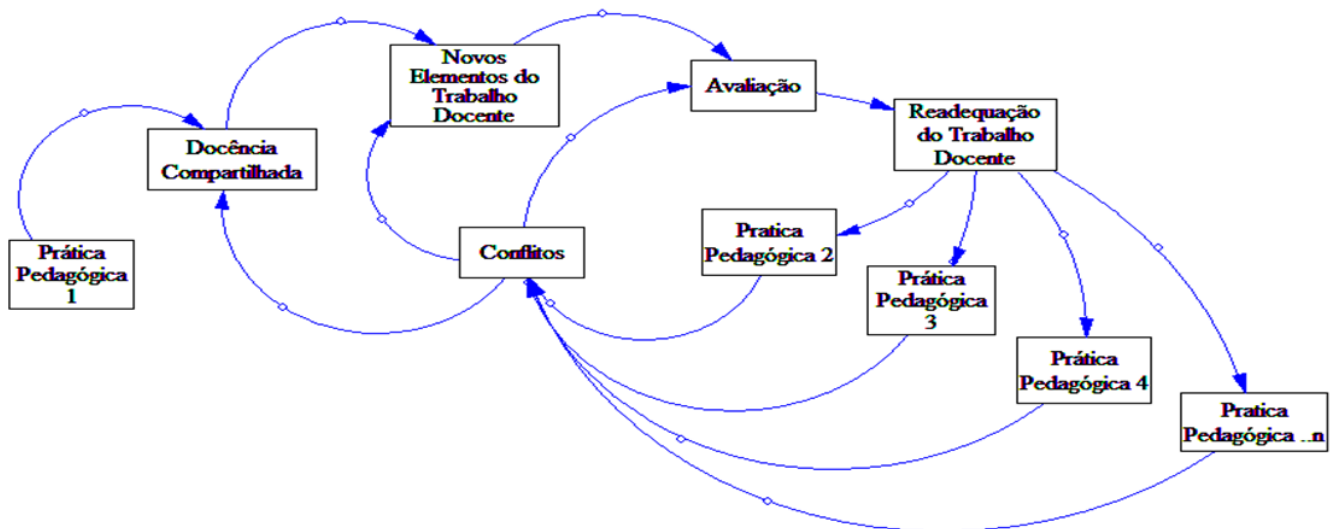 Novos
Elementos do
Trabalho
Docente
Avaliação
Readequação
do Trabalho
Docente
Docência
Compartilhada
Prática
Pedagógica
1
Conflitos
Pratica
Pedagógica 2
Prática
Pedagógica
3
Prática
Pedagógica 4
Pratica
Pedagógica ..n